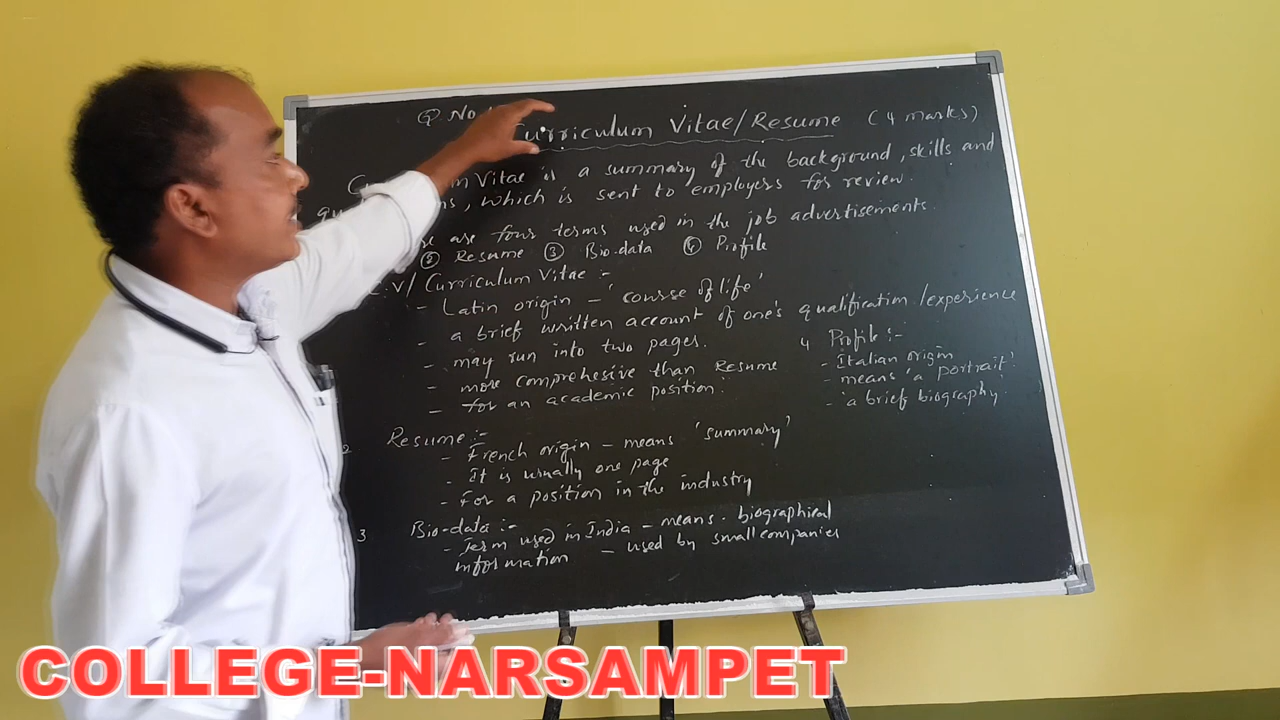 Q. No
Curriculum Vitae/Resume (4 marks)
Vitae is a summary of the background, skills and
, which is sent to employers for review.
are four terms used in the job advertisements.
② Resume ③ Bio-data ④ Profile
C.V/ Curriculum Vitae :-
- Latin origin - 'course of life'
- a brief written account of one's qualification/experience
- may run into two pages.
- more comprehesive than Resume
- for an academic position.
4 Profile :-
- Italian origin
- means 'a portrait'
- 'a brief biography.
2 Resume :-
- French origin - means 'summary'
- It is usually one page
- For a position in the industry
3 Bio-data :-
- Term used in India - means - biographical
information - used by small companies
COLLEGE-NARSAMPET